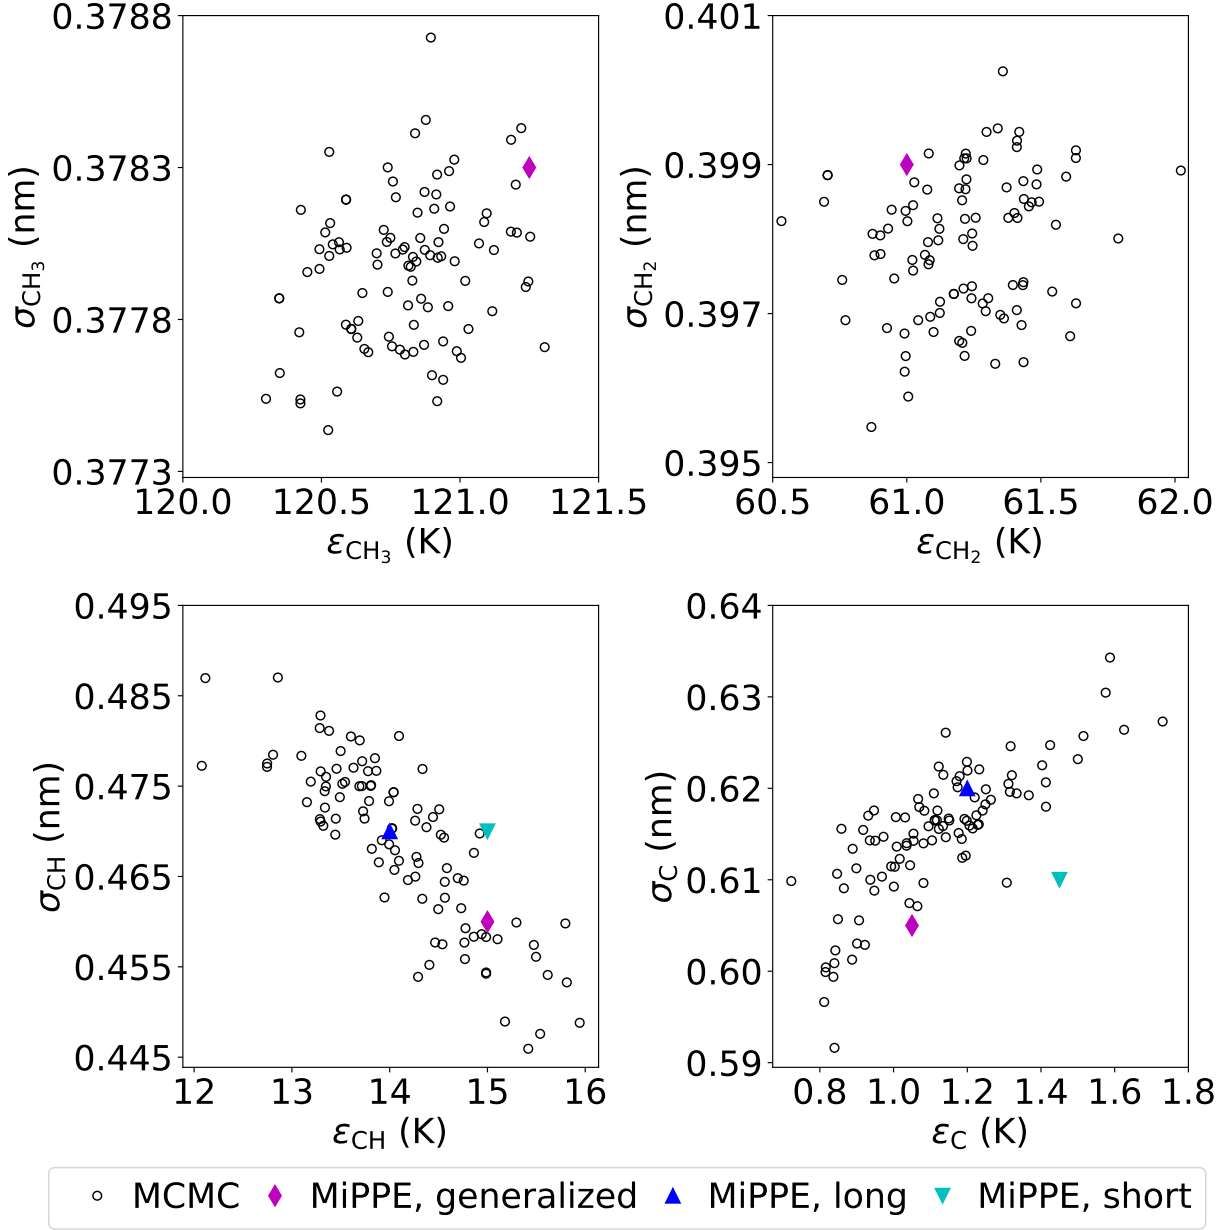 0.3788
0.3783
0.3778
0.3773
σCH₃ (nm)
120.0 120.5 121.0 121.5
εCH₃ (K)
0.401
0.399
0.397
0.395
σCH₂ (nm)
60.5 61.0 61.5 62.0
εCH₂ (K)
0.495
0.485
0.475
0.465
0.455
0.445
σCH (nm)
12 13 14 15 16
εCH (K)
0.64
0.63
0.62
0.61
0.60
0.59
σC (nm)
0.8 1.0 1.2 1.4 1.6 1.8
εC (K)
MCMC MiPPE, generalized MiPPE, long MiPPE, short